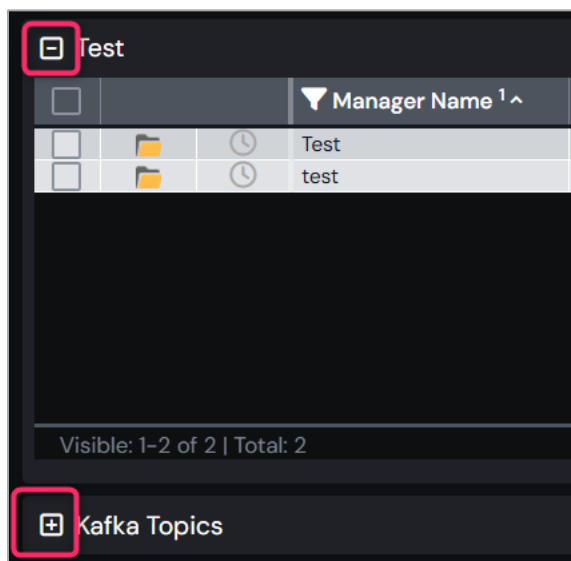 Test
Manager Name 1
Test
test
Visible: 1-2 of 2 | Total: 2
Kafka Topics